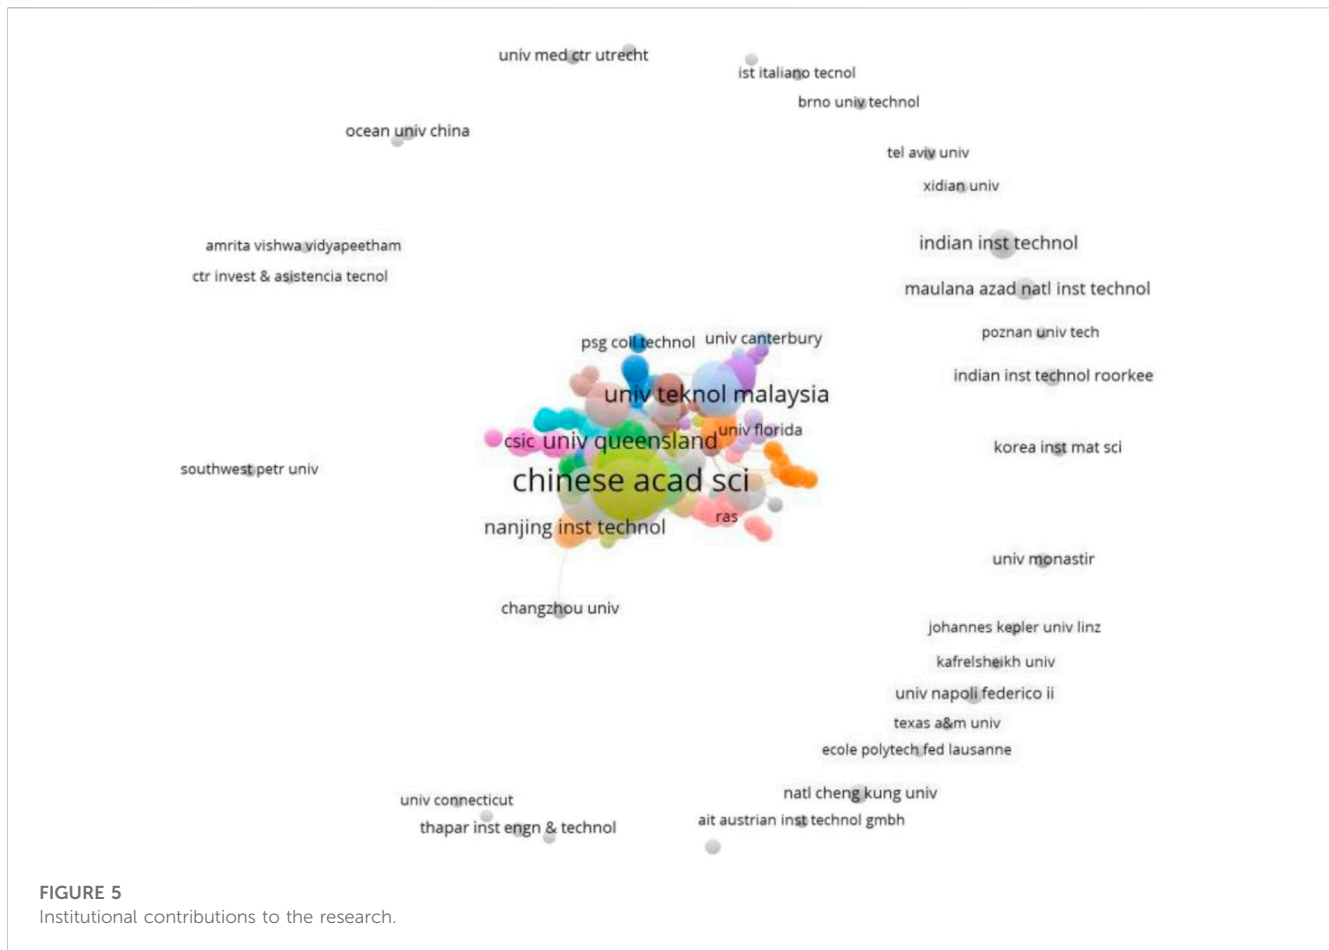 univ med ctr utrecht
ist italiano tecnol
brno univ technol
ocean univ china
tel aviv univ
xidian univ
indian inst technol
amrita vishwa vidyapeetham
ctr invest & asistencia tecnol
maulana azad natl inst technol
poznan univ tech
psg coll technol
univ canterbury
indian inst technol roorkee
univ teknol malaysia
univ florida
csic
univ queensland
korea inst mat sci
southwest petr univ
chinese acad sci
ras
nanjing inst technol
univ monastir
changzhou univ
johannes kepler univ linz
kafrelsheikh univ
univ napoli federico ii
texas a&m univ
ecole polytech fed lausanne
natl cheng kung univ
univ connecticut
ait austrian inst technol gmbh
thapar inst engn & technol
FIGURE 5
Institutional contributions to the research.